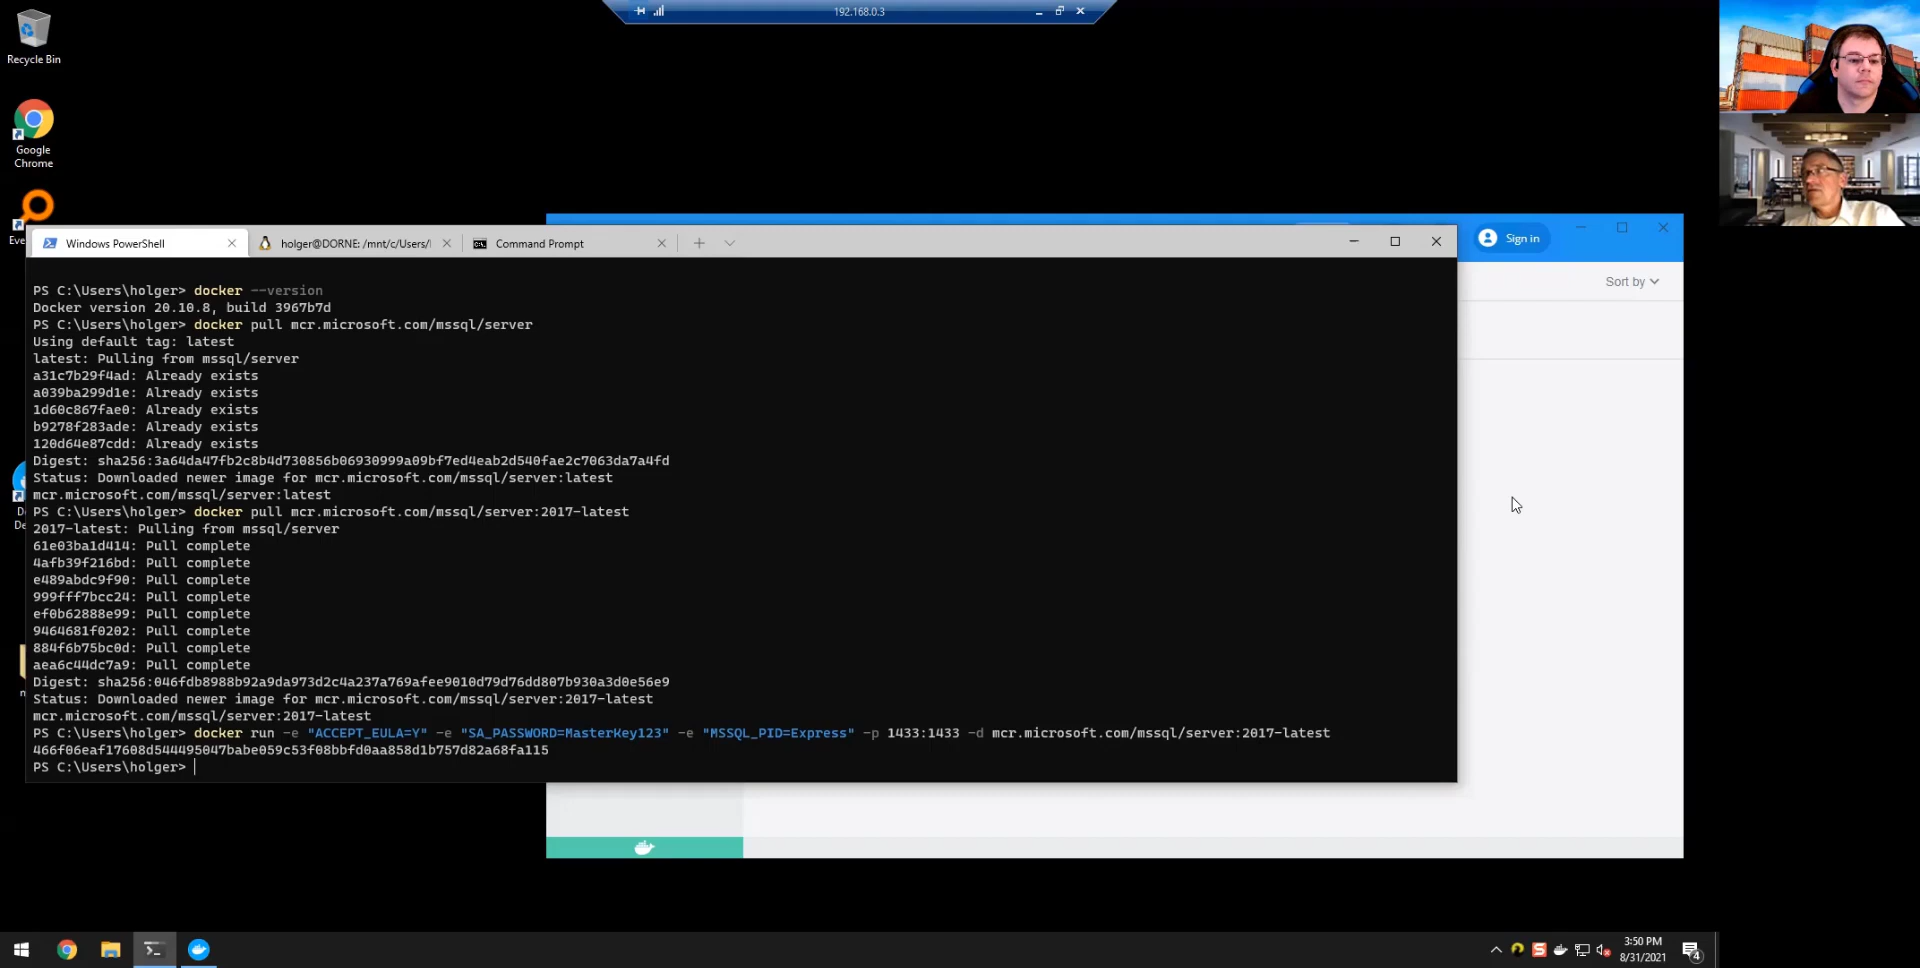 192.168.0.3
Recycle Bin
Google
Chrome
Eve
Windows PowerShell
holger@DORNE: /mnt/c/Users/
Command Prompt
Sign in
Sort by
PS C:\Users\holger> docker --version
Docker version 20.10.8, build 3967b7d
PS C:\Users\holger> docker pull mcr.microsoft.com/mssql/server
Using default tag: latest
latest: Pulling from mssql/server
a31c7b29f4ad: Already exists
a039ba299d1e: Already exists
1d60c867fae0: Already exists
b9278f283ade: Already exists
120d64e87cdd: Already exists
Digest: sha256:3a64da47fb2c8b4d730856b06930999a09bf7ed4eab2d540fae2c7063da7a4fd
Status: Downloaded newer image for mcr.microsoft.com/mssql/server:latest
mcr.microsoft.com/mssql/server:latest
PS C:\Users\holger> docker pull mcr.microsoft.com/mssql/server:2017-latest
2017-latest: Pulling from mssql/server
61e03ba1d414: Pull complete
4afb39f216bd: Pull complete
e489abdc9f90: Pull complete
999fff7bcc24: Pull complete
ef0b62888e99: Pull complete
9464681f0202: Pull complete
884f6b75bc0d: Pull complete
aea6c44dc7a9: Pull complete
Digest: sha256:046fdb8988b92a9da973d2c4a237a769afee9010d79d76dd807b930a3d0e56e9
Status: Downloaded newer image for mcr.microsoft.com/mssql/server:2017-latest
mcr.microsoft.com/mssql/server:2017-latest
PS C:\Users\holger> docker run -e "ACCEPT_EULA=Y" -e "SA_PASSWORD=MasterKey123" -e "MSSQL_PID=Express" -p 1433:1433 -d mcr.microsoft.com/mssql/server:2017-latest
466f06eaf17608d544495047babe059c53f08bbfd0aa858d1b757d82a68fa115
PS C:\Users\holger>
3:50 PM
8/31/2021
4